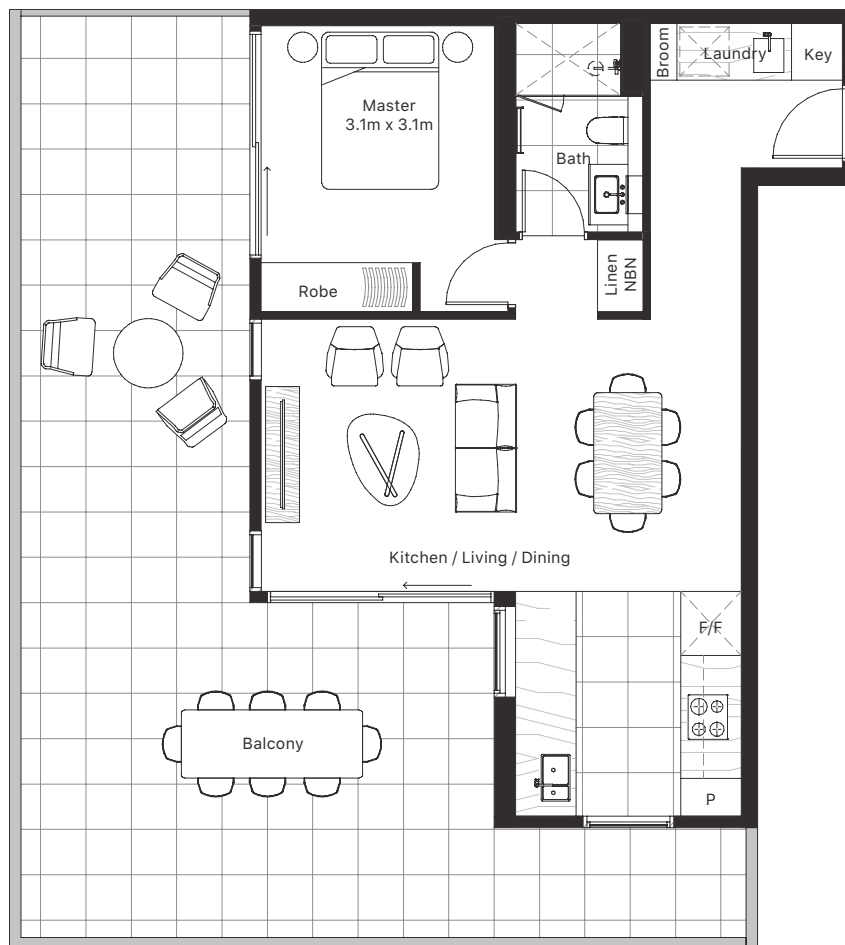 Broom
Laundry
Key
Master
3.1m x 3.1m
Bath
Linen
NBN
Robe
Kitchen / Living / Dining
F/F
Balcony
P